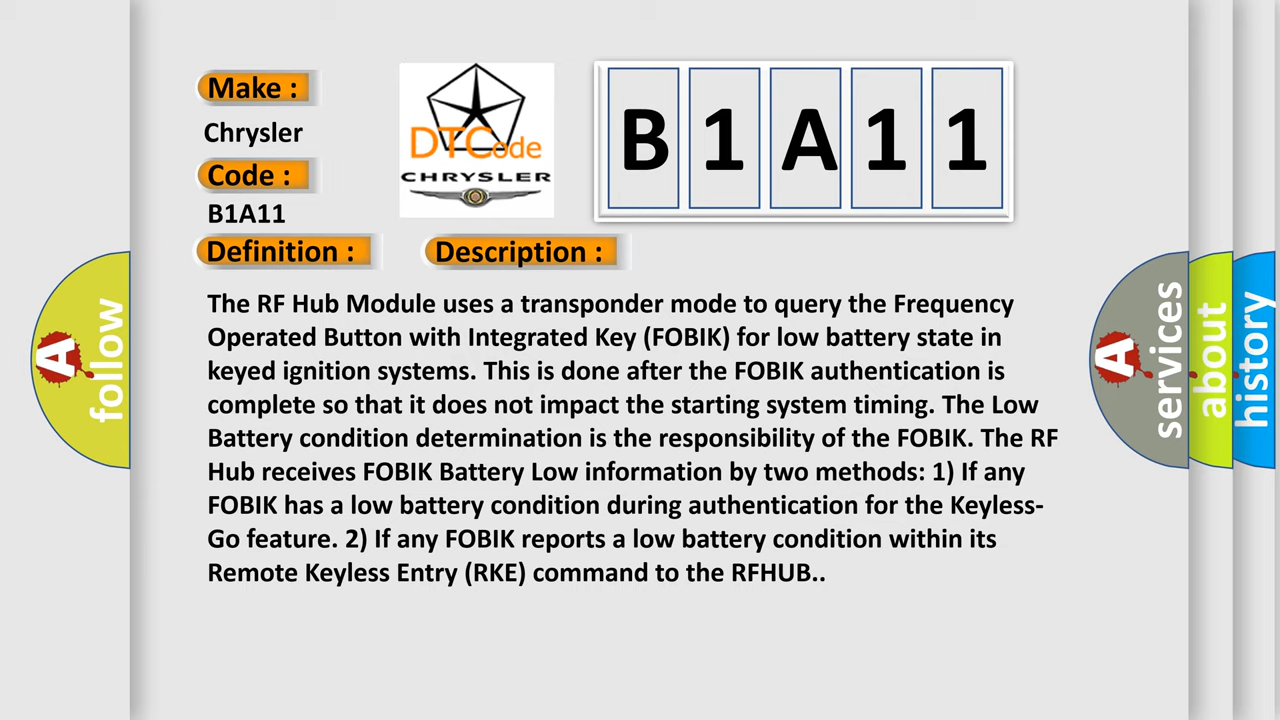 Make :
Chrysler
Code :
B1A11
Definition :
Description :
DTCode
CHRYSLER
B1A11
The RF Hub Module uses a transponder mode to query the Frequency
Operated Button with Integrated Key (FOBIK) for low battery state in
keyed ignition systems. This is done after the FOBIK authentication is
complete so that it does not impact the starting system timing. The Low
Battery condition determination is the responsibility of the FOBIK. The RF
Hub receives FOBIK Battery Low information by two methods: 1) If any
FOBIK has a low battery condition during authentication for the Keyless-
Go feature. 2) If any FOBIK reports a low battery condition within its
Remote Keyless Entry (RKE) command to the RFHUB..
A follow
A services
about
history